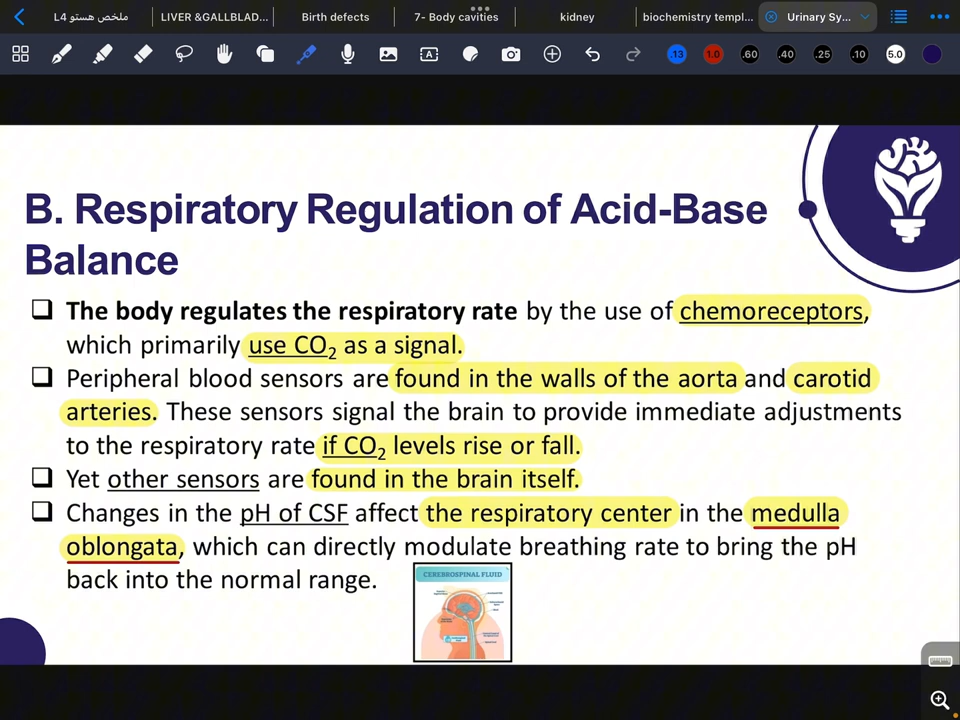 ملخص هستو L4
LIVER &GALLBLAD...
Birth defects
7- Body cavities
kidney
biochemistry templ...
Urinary Sy...
13
1.0
.60
.40
.25
.10
5.0
B. Respiratory Regulation of Acid-Base
Balance
❑ The body regulates the respiratory rate by the use of chemoreceptors,
which primarily use CO₂ as a signal.
❑ Peripheral blood sensors are found in the walls of the aorta and carotid
arteries. These sensors signal the brain to provide immediate adjustments
to the respiratory rate if CO₂ levels rise or fall.
❑ Yet other sensors are found in the brain itself.
❑ Changes in the pH of CSF affect the respiratory center in the medulla
oblongata, which can directly modulate breathing rate to bring the pH
back into the normal range.
CEREBROSPINAL FLUID